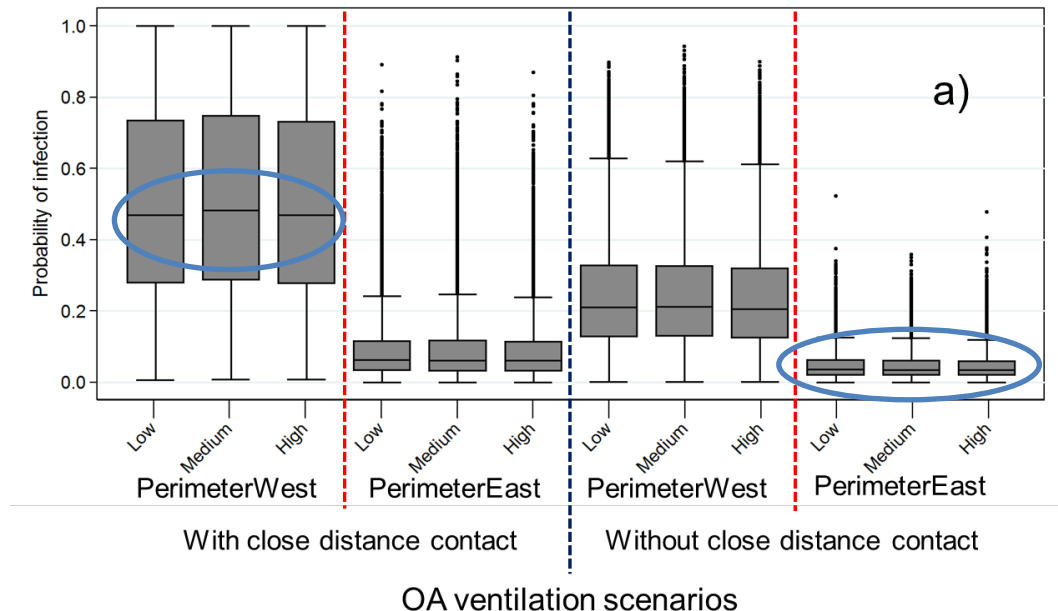 a)
Probability of infection
1.0
0.8
0.6
0.4
0.2
0.0
Low Medium High Low Medium High Low Medium High Low Medium High
PerimeterWest PerimeterEast PerimeterWest PerimeterEast
With close distance contact Without close distance contact
OA ventilation scenarios